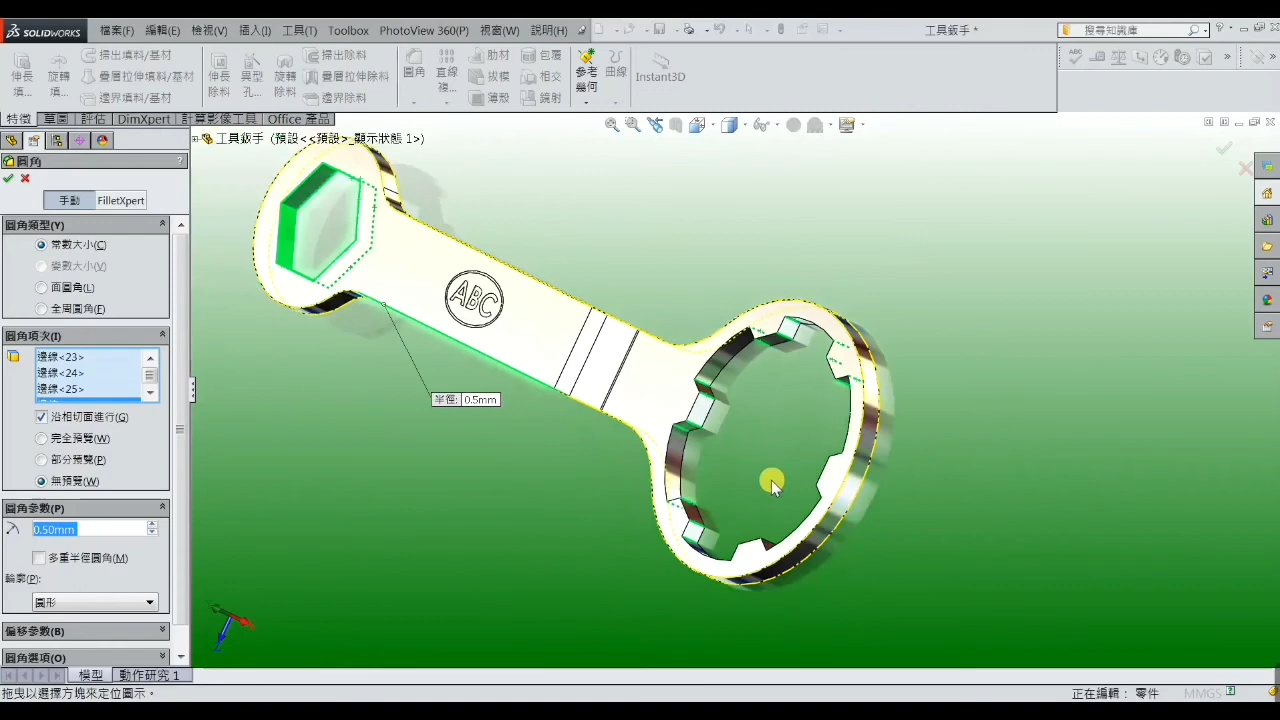 SOLIDWORKS
檔案(F) 編輯(E) 檢視(V) 插入(I) 工具(T) Toolbox PhotoView 360(P) 視窗(W) 說明(H)
工具鈑手 *
搜尋知識庫
伸長填... 旋轉填... 掃出填料/基材
疊層拉伸填料/基材
邊界填料/基材
伸長除料 異型孔... 旋轉除料 掃出除料
疊層拉伸除料
邊界除料
圓角 直線複... 肋材 包覆
拔模 相交
薄殼 鏡射
參考幾何 曲線 Instant3D
特徵 草圖 評估 DimXpert 計算影像工具 Office 產品
工具鈑手 (預設<<預設>_顯示狀態 1>)
圓角 ?
手動 FilletXpert
圓角類型(Y)
常數大小(C)
變數大小(V)
面圓角(L)
全周圓角(F)
圓角項次(I)
邊線<23>
邊線<24>
邊線<25>
沿相切面進行(G)
完全預覽(W)
部分預覽(P)
無預覽(W)
圓角參數(P)
0.50mm
多重半徑圓角(M)
輪廓(P):
圓形
偏移參數(B)
圓角選項(O)
ABC
半徑: 0.5mm
模型 動作研究 1
拖曳以選擇方塊來定位圖示。
正在編輯: 零件 MMGS